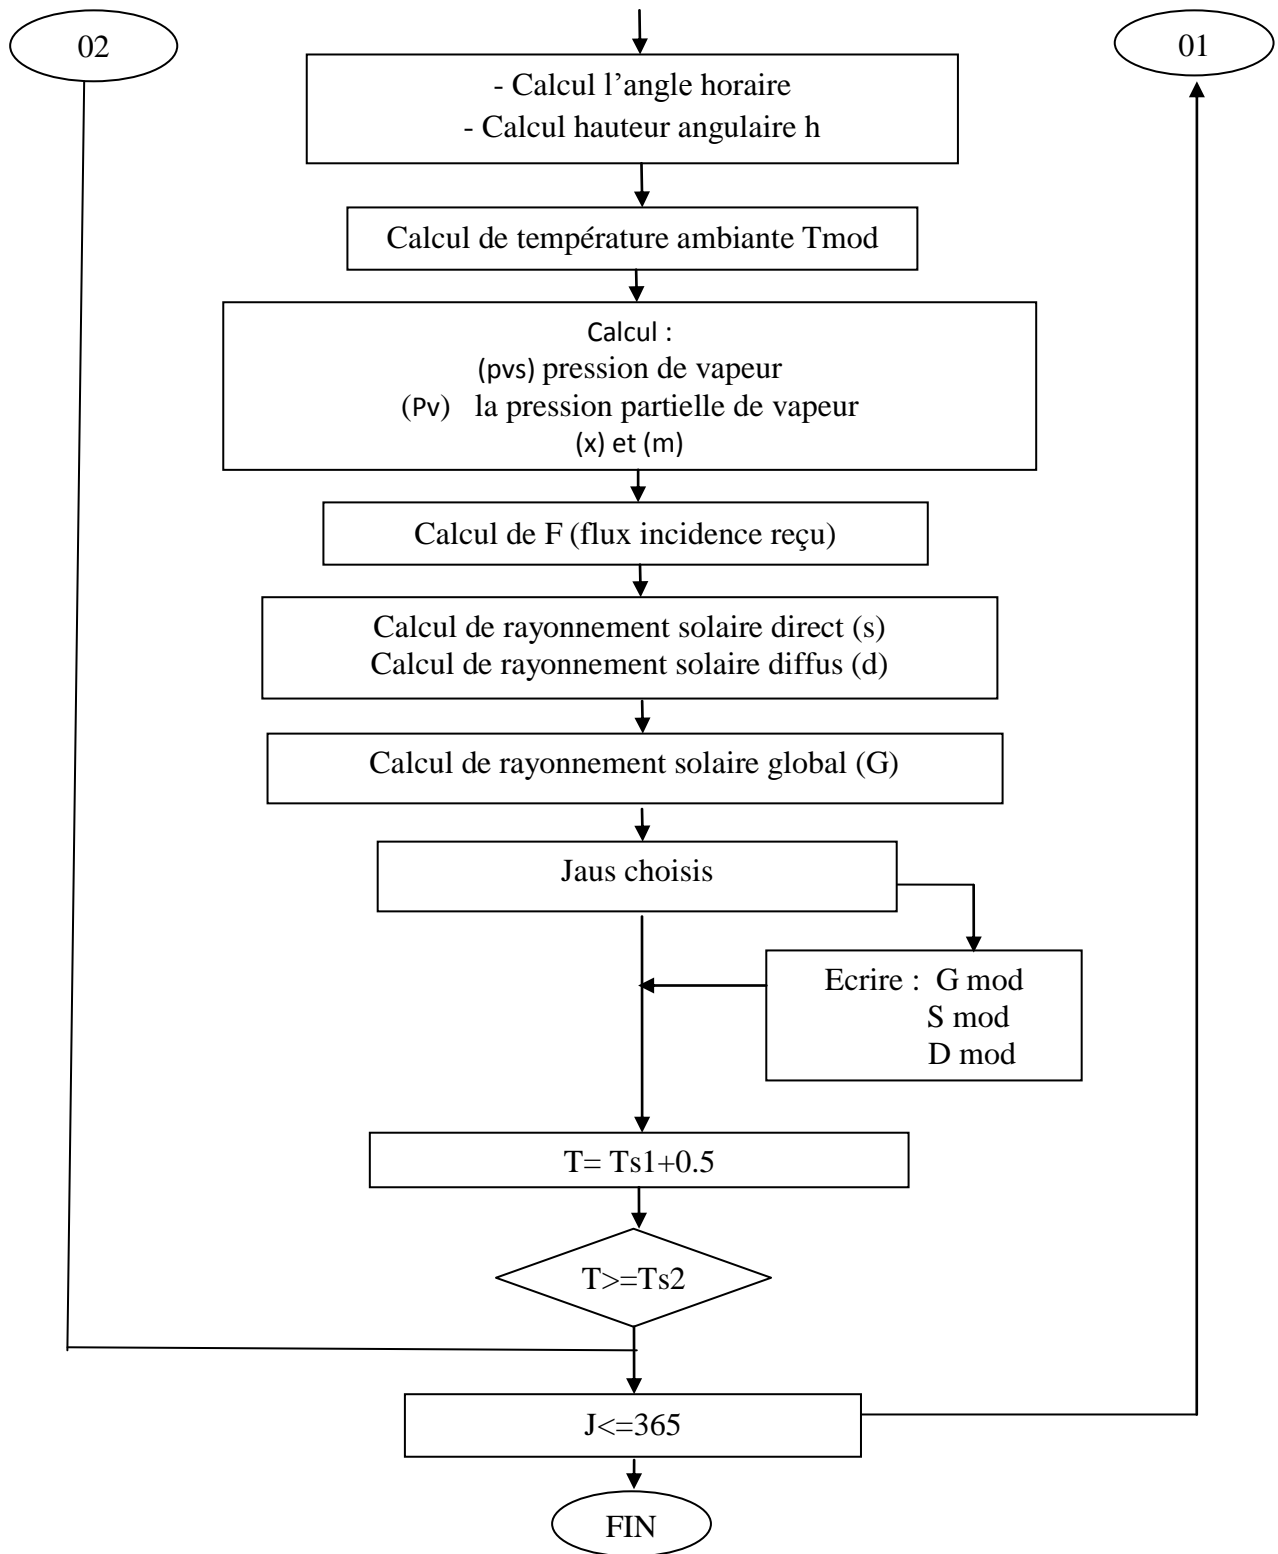 02
01
- Calcul l’angle horaire
- Calcul hauteur angulaire h
Calcul de température ambiante Tmod
Calcul :
(pvs) pression de vapeur
(Pv) la pression partielle de vapeur
(x) et (m)
Calcul de F (flux incidence reçu)
Calcul de rayonnement solaire direct (s)
Calcul de rayonnement solaire diffus (d)
Calcul de rayonnement solaire global (G)
Jaus choisis
Ecrire : G mod
S mod
D mod
T= Ts1+0.5
T>=Ts2
J<=365
FIN